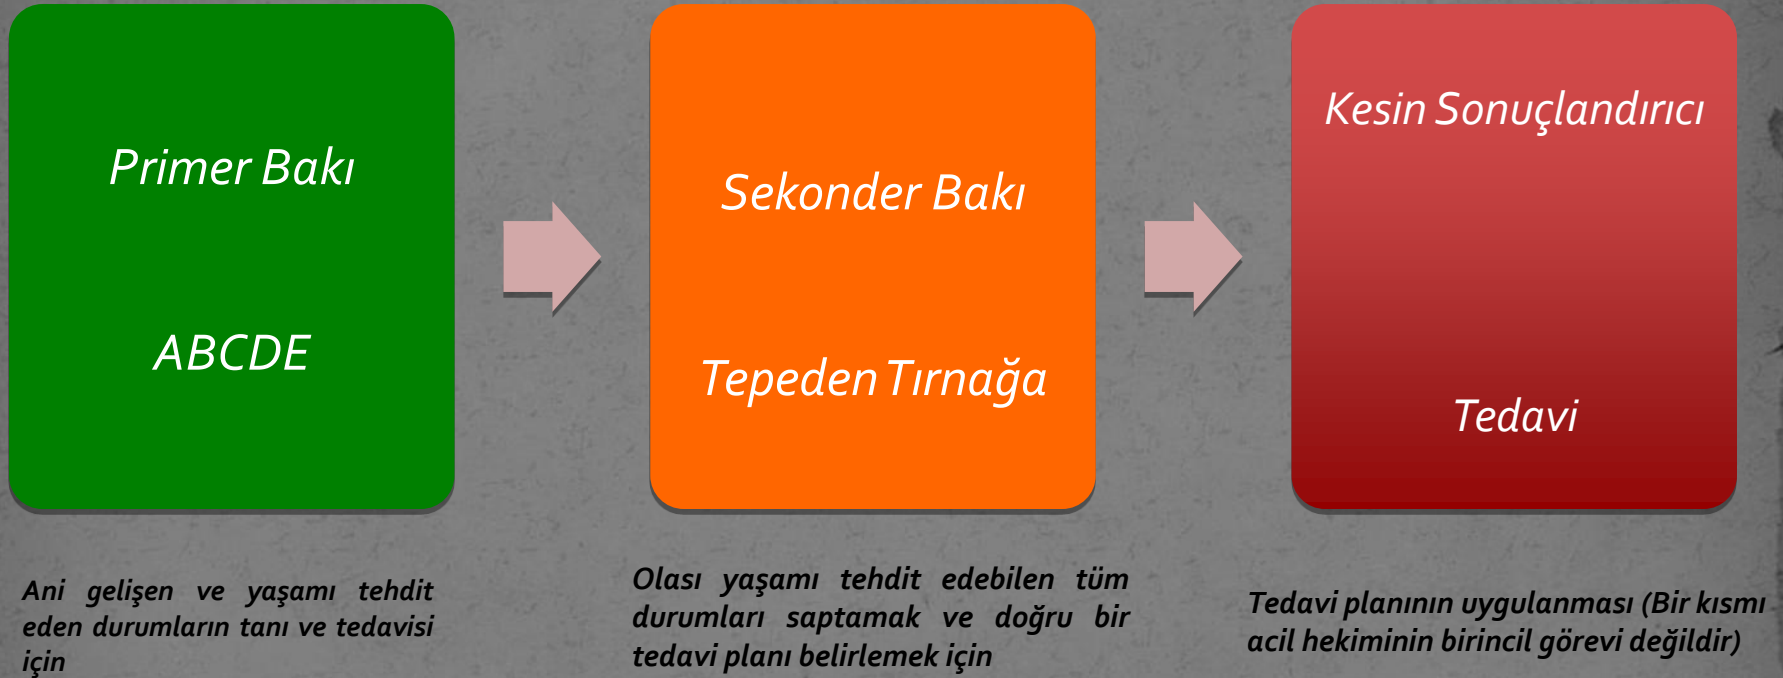 Primer Bakı
ABCDE
Sekonder Bakı
Tepeden Tırnağa
Kesin Sonuçlandırıcı
Tedavi
Ani gelişen ve yaşamı tehdit
eden durumların tanı ve tedavisi
için
Olası yaşamı tehdit edebilen tüm
durumları saptamak ve doğru bir
tedavi planı belirlemek için
Tedavi planının uygulanması (Bir kısmı
acil hekiminin birincil görevi değildir)